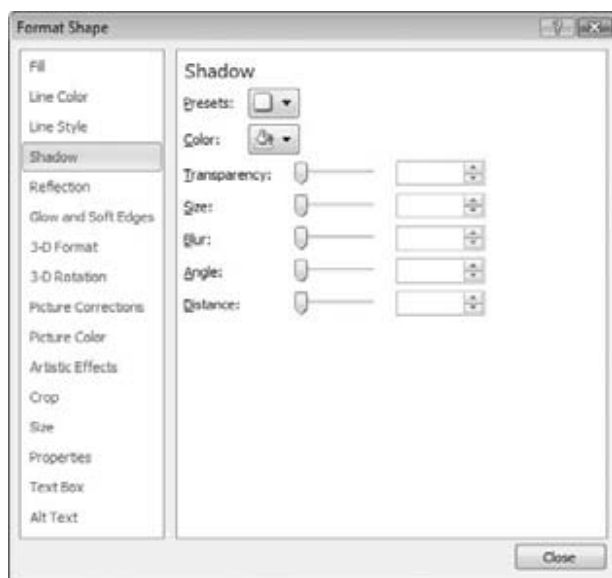 Format Shape
Fill
Line Color
Line Style
Shadow
Reflection
Glow and Soft Edges
3-D Format
3-D Rotation
Picture Corrections
Picture Color
Artistic Effects
Crop
Size
Properties
Text Box
Alt Text
Shadow
Presets:
Color:
Transparency:
Size:
Blur:
Angle:
Distance:
Close